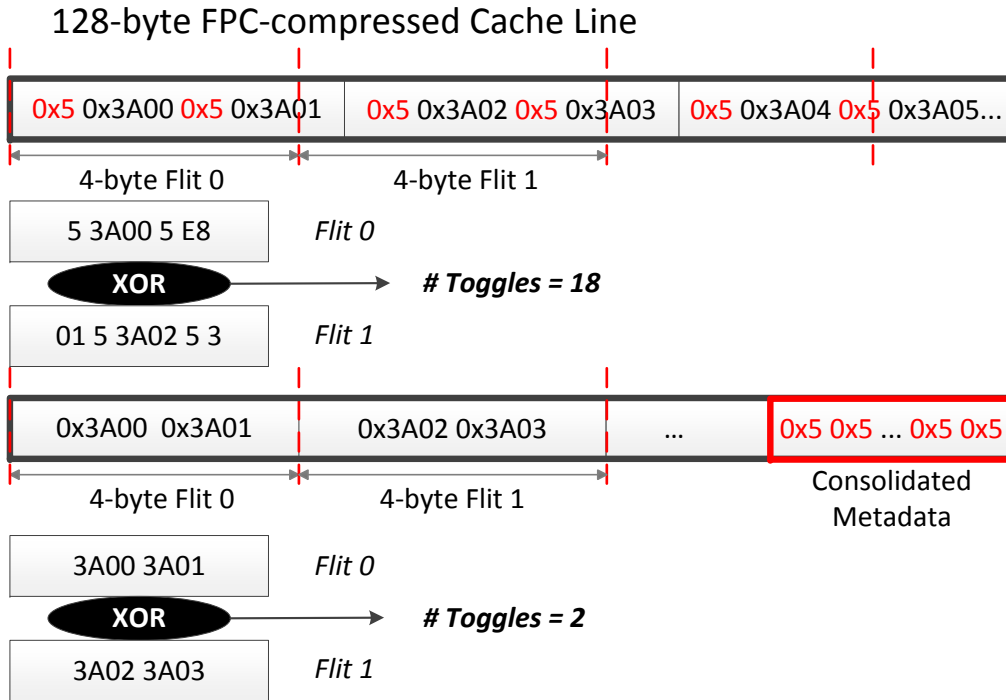 128-byte FPC-compressed Cache Line
0x5 0x3A00 0x5 0x3A01 0x5 0x3A02 0x5 0x3A03 0x5 0x3A04 0x5 0x3A05...
4-byte Flit 0 4-byte Flit 1
5 3A00 5 E8 Flit 0
XOR # Toggles = 18
01 5 3A02 5 3 Flit 1
0x3A00 0x3A01 0x3A02 0x3A03 ... 0x5 0x5 ... 0x5 0x5
4-byte Flit 0 4-byte Flit 1 Consolidated
Metadata
3A00 3A01 Flit 0
XOR # Toggles = 2
3A02 3A03 Flit 1